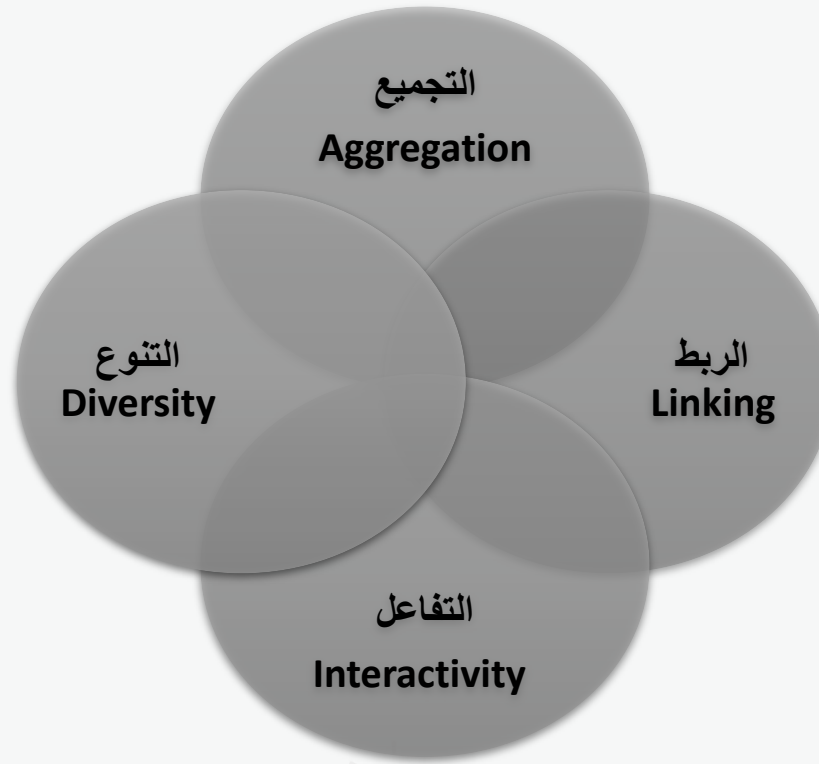 التجميع
Aggregation
التنوع
Diversity
الربط
Linking
التفاعل
Interactivity